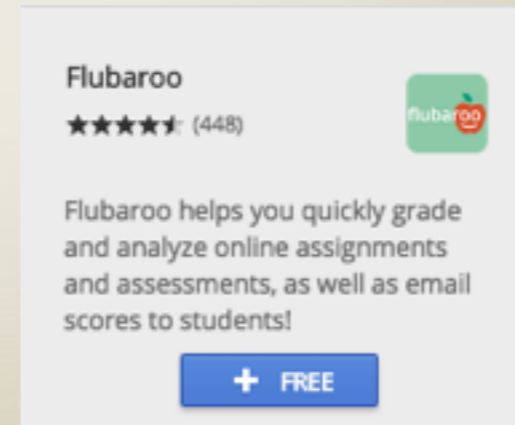 Flubaroo
(448)
flubaroo
Flubaroo helps you quickly grade
and analyze online assignments
and assessments, as well as email
scores to students!
+ FREE